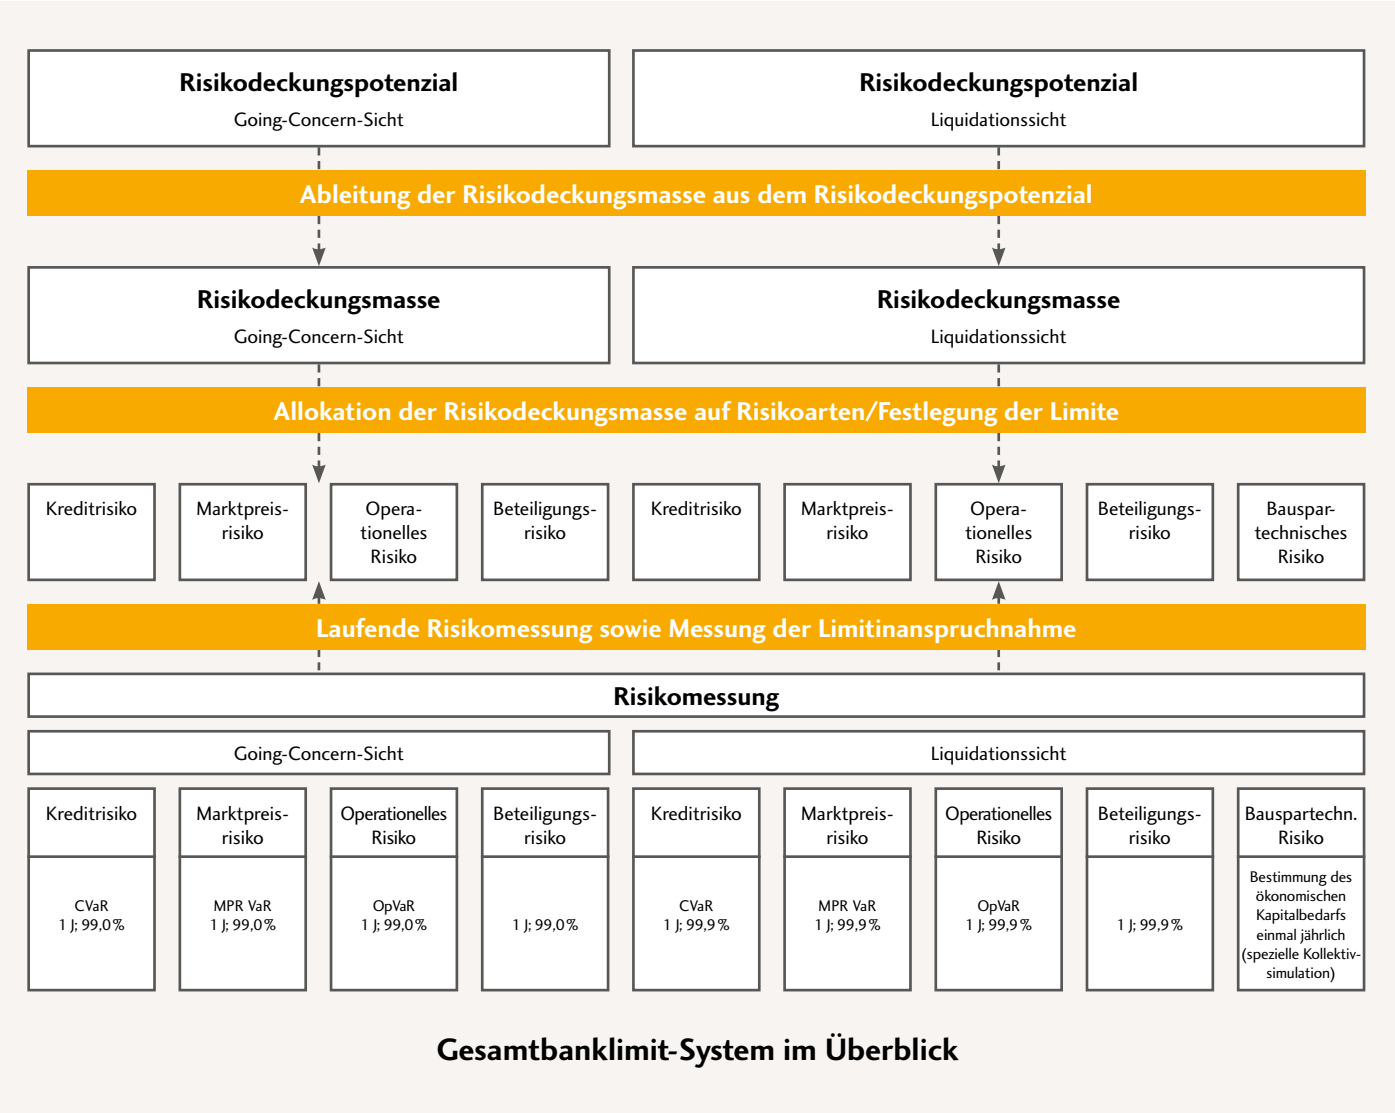 Risikodeckungspotenzial
Going-Concern-Sicht
Risikodeckungspotenzial
Liquidationssicht
Ableitung der Risikodeckungsmasse aus dem Risikodeckungspotenzial
Risikodeckungsmasse
Going-Concern-Sicht
Risikodeckungsmasse
Liquidationssicht
Allokation der Risikodeckungsmasse auf Risikoarten/Festlegung der Limite
Kreditrisiko
Marktpreis-
risiko
Opera-
tionelles
Risiko
Beteiligungs-
risiko
Kreditrisiko
Marktpreis-
risiko
Opera-
tionelles
Risiko
Beteiligungs-
risiko
Bauspar-
technisches
Risiko
Laufende Risikomessung sowie Messung der Limitinanspruchnahme
Risikomessung
Going-Concern-Sicht
Liquidationssicht
Kreditrisiko
CVaR
1 J; 99,0 %
Marktpreis-
risiko
MPR VaR
1 J; 99,0 %
Operationelles
Risiko
OpVaR
1 J; 99,0 %
Beteiligungs-
risiko
1 J; 99,0 %
Kreditrisiko
CVaR
1 J; 99,9 %
Marktpreis-
risiko
MPR VaR
1 J; 99,9 %
Operationelles
Risiko
OpVaR
1 J; 99,9 %
Beteiligungs-
risiko
1 J; 99,9 %
Bauspartechn.
Risiko
Bestimmung des
ökonomischen
Kapitalbedarfs
einmal jährlich
(spezielle Kollektiv-
simulation)
Gesamtbanklimit-System im Überblick